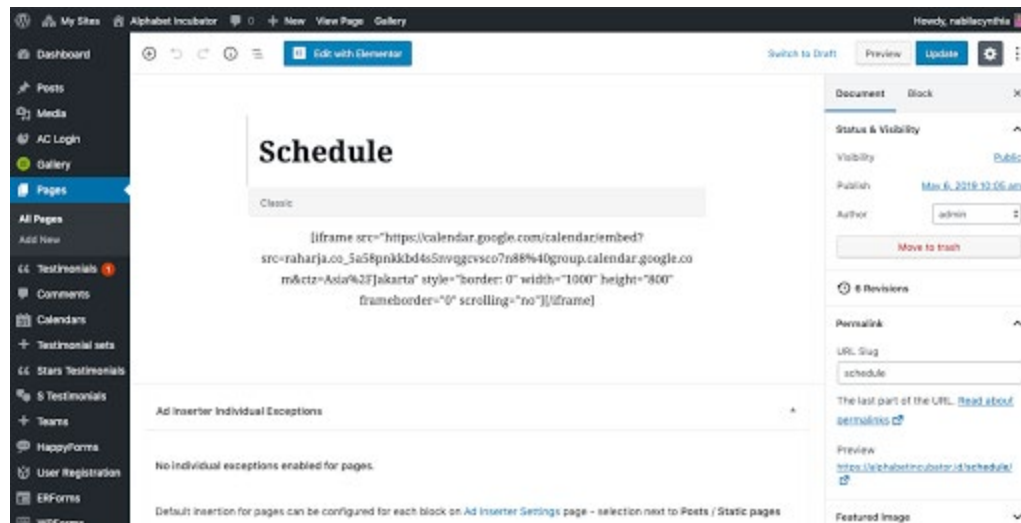 My Sites Alphabet Incubator 0 + New View Page Gallery Howdy, nabilacynthia
Dashboard
Posts
Media
AC Login
Gallery
Pages
All Pages
Add New
Testimonials 1
Comments
Calendars
Testimonial sets
Stars Testimonials
S Testimonials
Teams
HappyForms
User Registration
ERForms
WPForms
Edit with Elementor
Switch to Draft Preview Update
Schedule
Classic
[iframe src="https://calendar.google.com/calendar/embed?
src=raharja.co_5a58pnkkbd4s5nvqgcvsco7n88%40group.calendar.google.co
m&ctz=Asia%2FJakarta" style="border: 0" width="1000" height="800"
frameborder="0" scrolling="no"][/iframe]
Ad Inserter Individual Exceptions
No individual exceptions enabled for pages.
Default insertion for pages can be configured for each block on Ad Inserter Settings page - selection next to Posts / Static pages
Document Block
Status & Visibility
Visibility Public
Publish May 6, 2019 10:05 am
Author admin
Move to trash
6 Revisions
Permalink
URL Slug
schedule
The last part of the URL. Read about
permalinks
Preview
https://alphabetincubator.id/schedule/
Featured Image